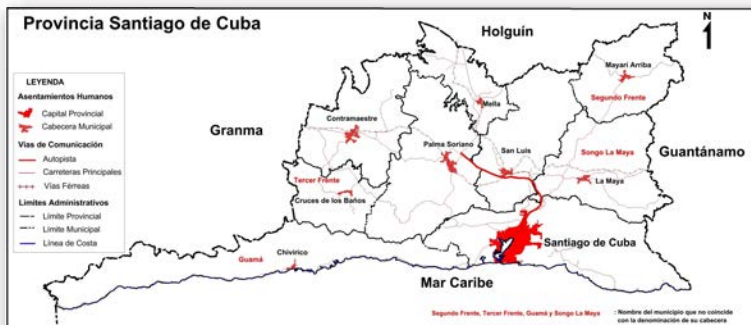 Provincia Santiago de Cuba
Holguín
N
LEYENDA
Asentamientos Humanos
Capital Provincial
Cabecera Municipal
Vías de Comunicación
Autopista
Carreteras Principales
Vías Férreas
Límites Administrativos
Límite Provincial
Límite Municipal
Línea de Costa
Mayarí Arriba
Segundo Frente
Mella
Contramaestre
Granma
Palma Soriano
San Luis
Songo La Maya
Guantánamo
La Maya
Tercer Frente
Cruces de los Baños
Santiago de Cuba
Guamá
Chivirico
Mar Caribe
Segundo Frente, Tercer Frente, Guamá y Songo La Maya : Nombre del municipio que no coincide
con la denominación de su cabecera